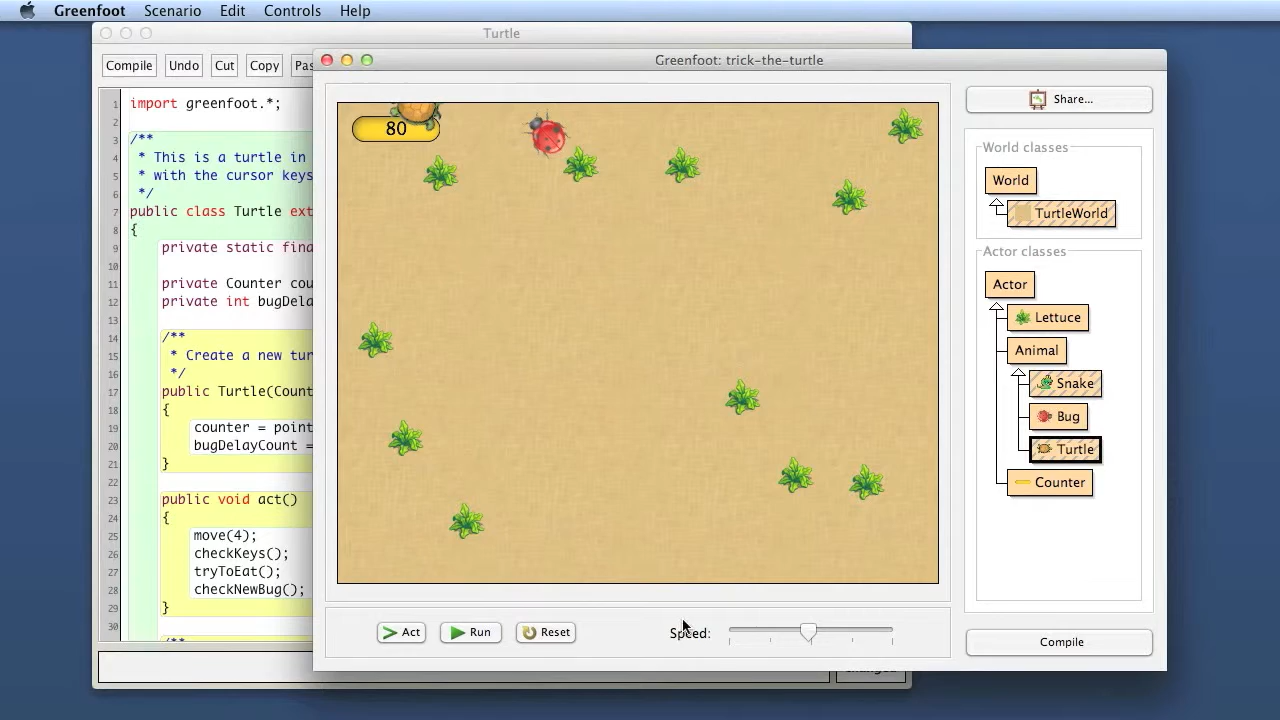 Greenfoot Scenario Edit Controls Help
Turtle
Compile Undo Cut Copy
Greenfoot: trick-the-turtle
1 import greenfoot.*;
2
3 /**
4 * This is a turtle in
5 * with the cursor keys
6 */
7 public class Turtle ext
8 {
9 private static fina
10
11 private Counter cou
12 private int bugDela
13
14 /**
15 * Create a new tur
16 */
17 public Turtle(Count
18 {
19 counter = point
20 bugDelayCount =
21 }
22
23 public void act()
24 {
25 move(4);
26 checkKeys();
27 tryToEat();
28 checkNewBug();
29 }
30 /**
80
Act Run Reset Speed:
Share...
World classes
World
TurtleWorld
Actor classes
Actor
Lettuce
Animal
Snake
Bug
Turtle
Counter
Compile